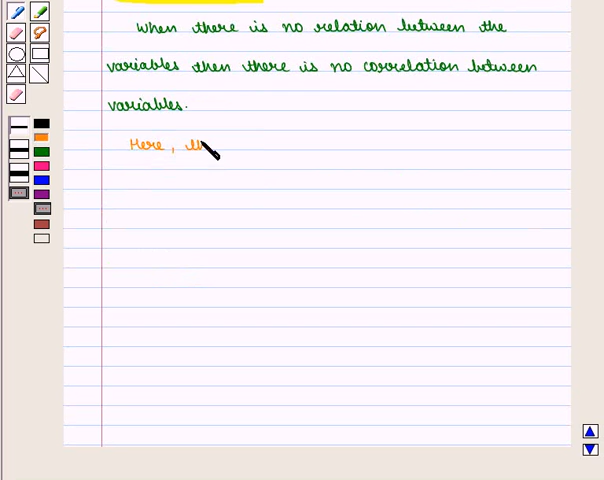 When there is no relation between the
variables then there is no correlation between
variables.
Here,